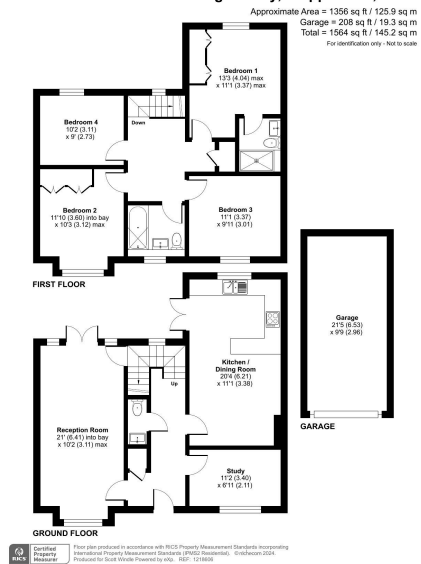 Approximate Area = 1356 sq ft / 125.9 sq m
Garage = 208 sq ft / 19.3 sq m
Total = 1564 sq ft / 145.2 sq m
For identification only - Not to scale
Bedroom 1
13'3 (4.04) max
x 11'1 (3.37) max
Bedroom 4
10'2 (3.11)
x 9' (2.73)
Down
Bedroom 2
11'10 (3.60) into bay
x 10'3 (3.12) max
Bedroom 3
11'1 (3.37)
x 9'11 (3.01)
FIRST FLOOR
Garage
21'5 (6.53)
x 9'9 (2.96)
GARAGE
Kitchen /
Dining Room
20'4 (6.21)
x 11'1 (3.38)
Up
Reception Room
21' (6.41) into bay
x 10'2 (3.11) max
Study
11'2 (3.40)
x 6'11 (2.11)
GROUND FLOOR
RICS
Certified
Property
Measurer
Floor plan produced in accordance with RICS Property Measurement Standards incorporating
International Property Measurement Standards (IPMS2 Residential). ©nichecom 2024.
Produced for Scott Windle Powered by eXp. REF: 1218606